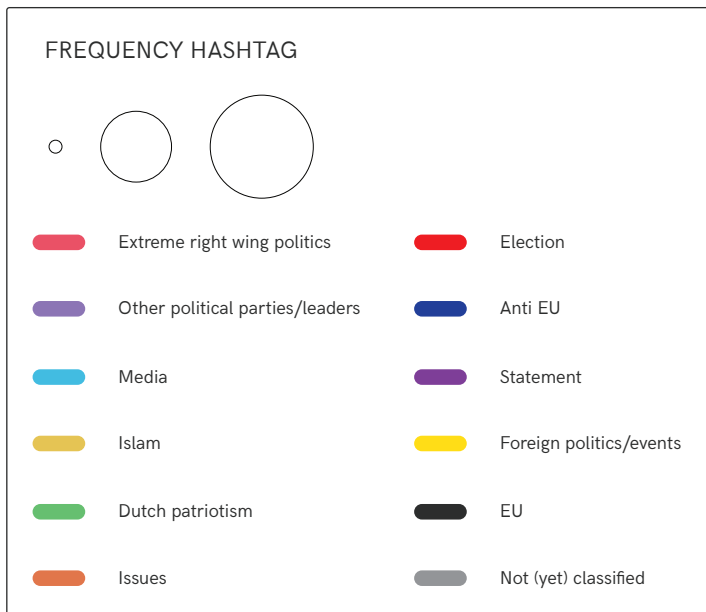 FREQUENCY HASHTAG
Extreme right wing politics
Election
Other political parties/leaders
Anti EU
Media
Statement
Islam
Foreign politics/events
Dutch patriotism
EU
Issues
Not (yet) classified